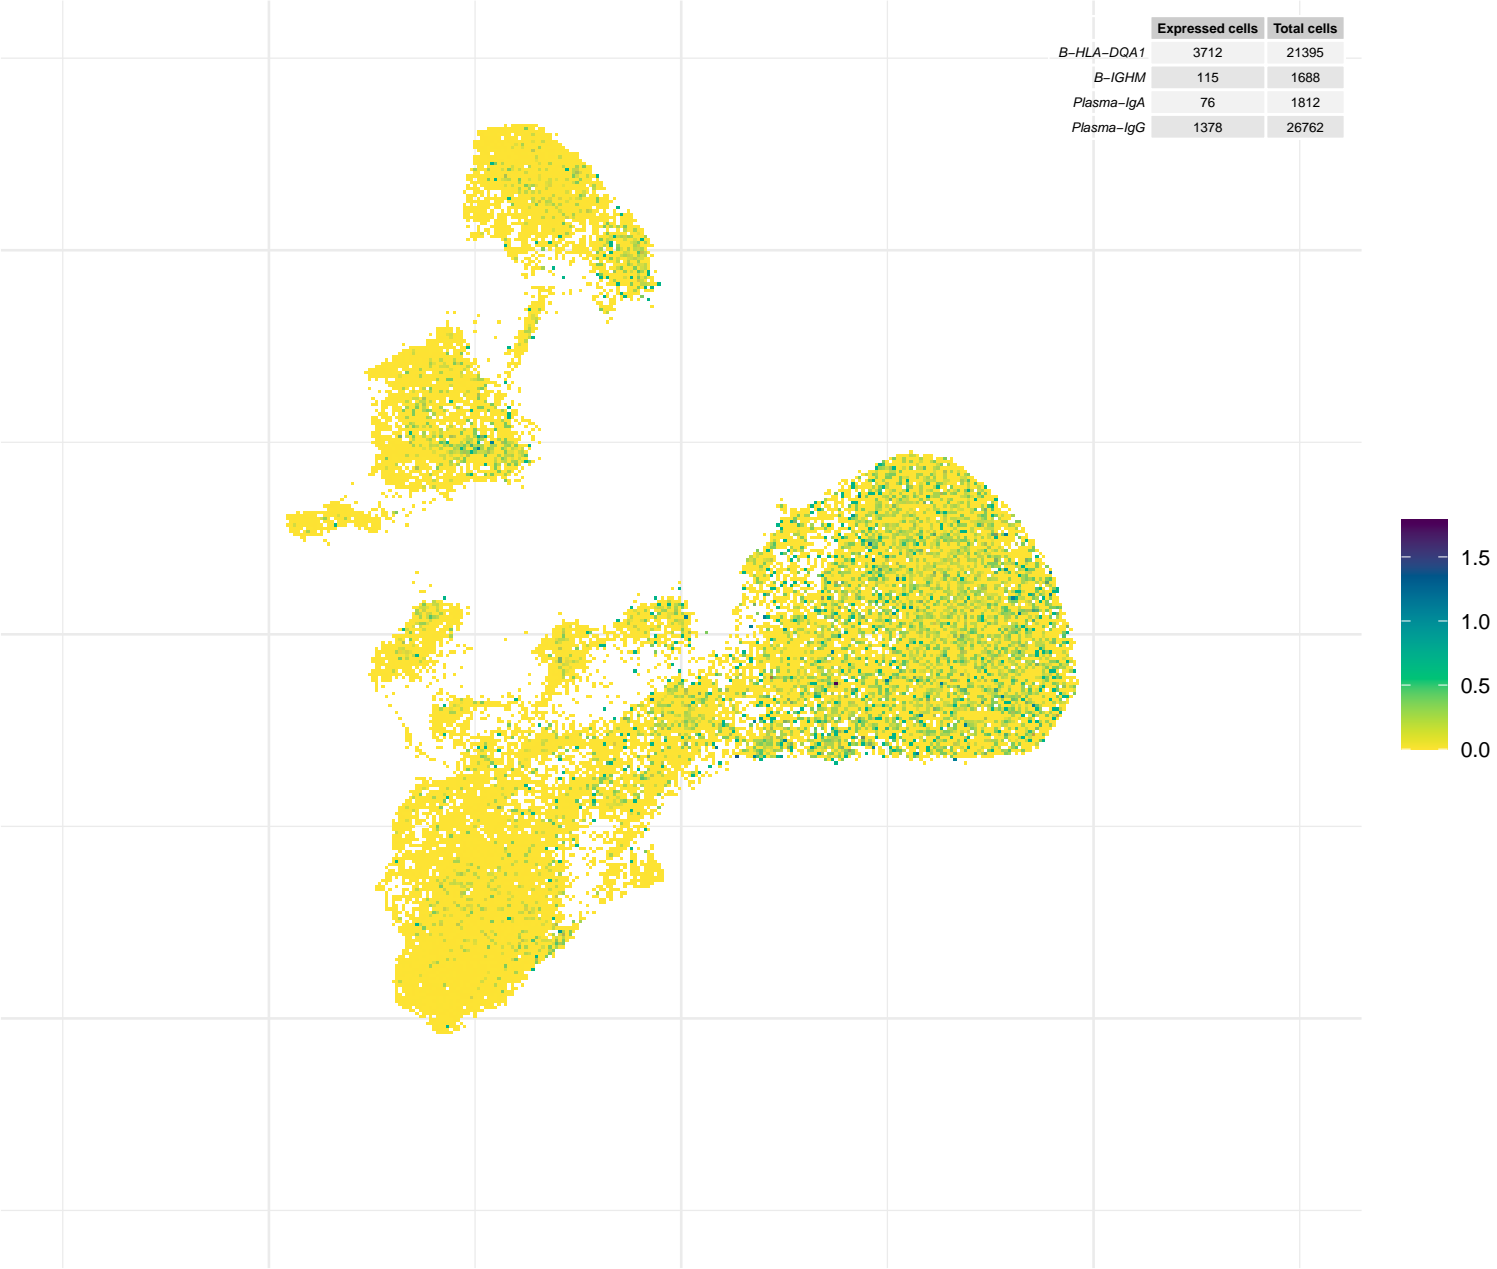 Expressed cells Total cells
B−HLA−DQA1 3712 21395
B−IGHM 115 1688
Plasma−IgA 76 1812
Plasma−IgG 1378 26762
1.5
1.0
0.5
0.0